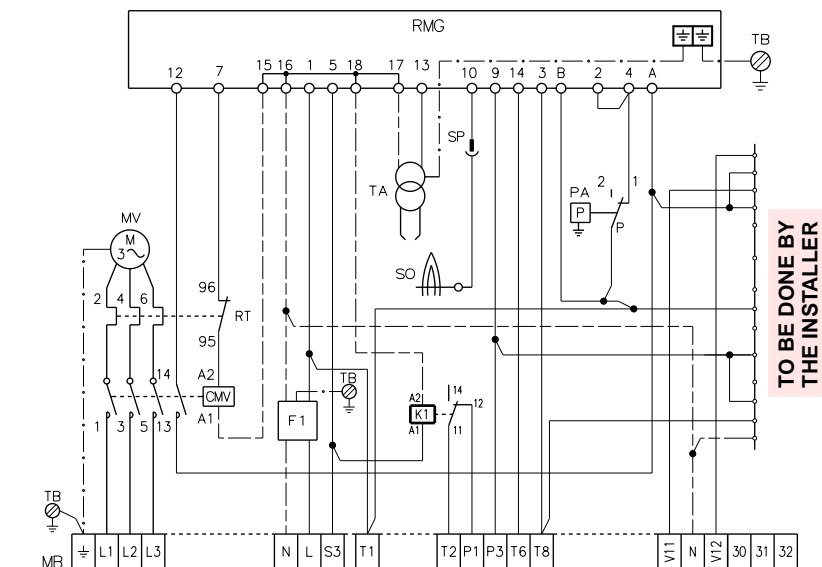 RMG
TB
12 7 15 16 1 5 18 17 13 10 9 14 3 B 2 4 A
SP
TA
2 1
PA
P
P
MV
M
3
SO
2 4 6
96
RT
95
TO BE DONE BY
THE INSTALLER
14 A2
CMV
A1
1 3 5 13
TB
F1
A2
K1
A1
14
12
11
TB
MB L1 L2 L3 N L S3 T1 T2 P1 P3 T6 T8 V11 N V12 30 31 32